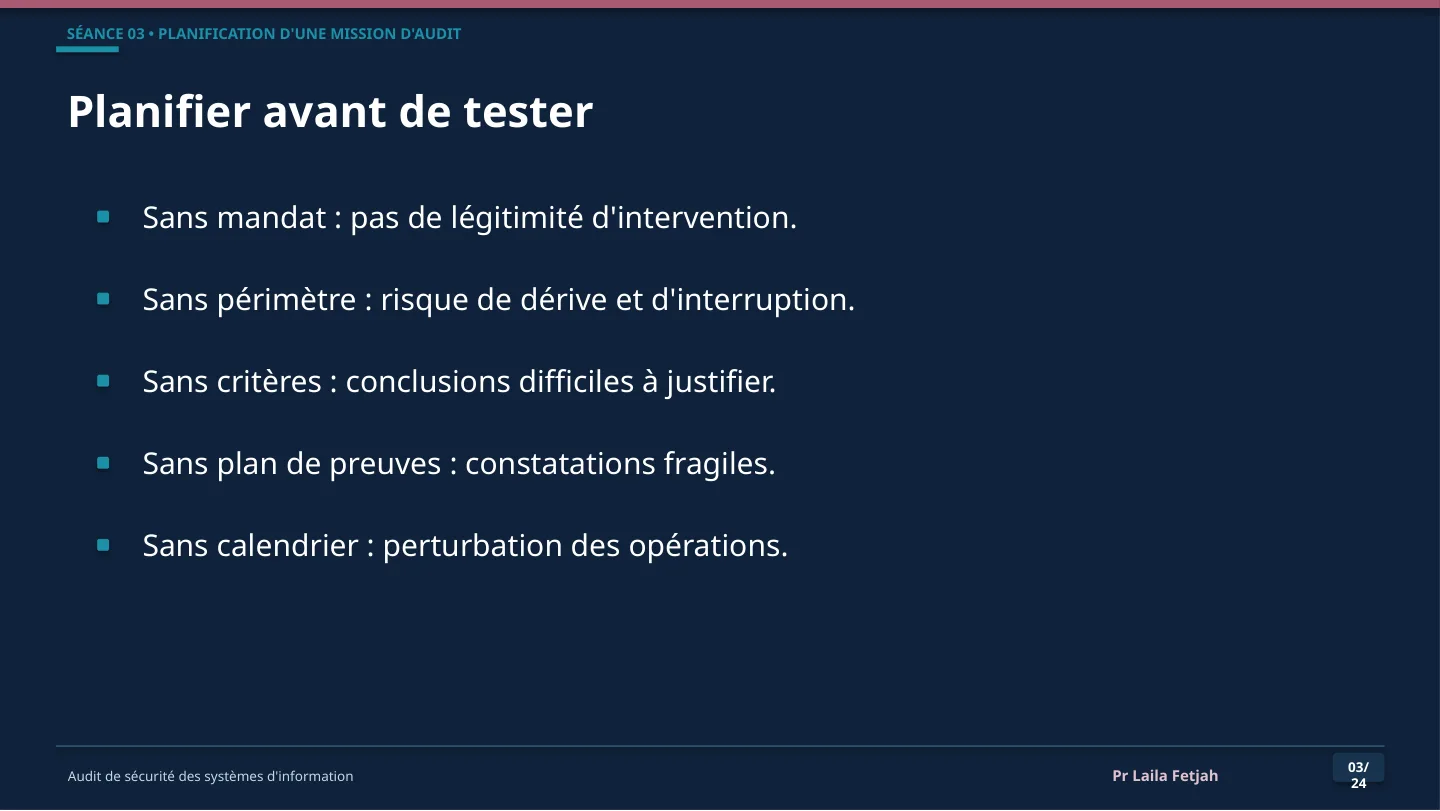 SÉANCE 03 • PLANIFICATION D'UNE MISSION D'AUDIT
Planifier avant de tester
Sans mandat : pas de légitimité d'intervention.
Sans périmètre : risque de dérive et d'interruption.
Sans critères : conclusions difficiles à justifier.
Sans plan de preuves : constatations fragiles.
Sans calendrier : perturbation des opérations.
Audit de sécurité des systèmes d'information
Pr Laila Fetjah
03/
24